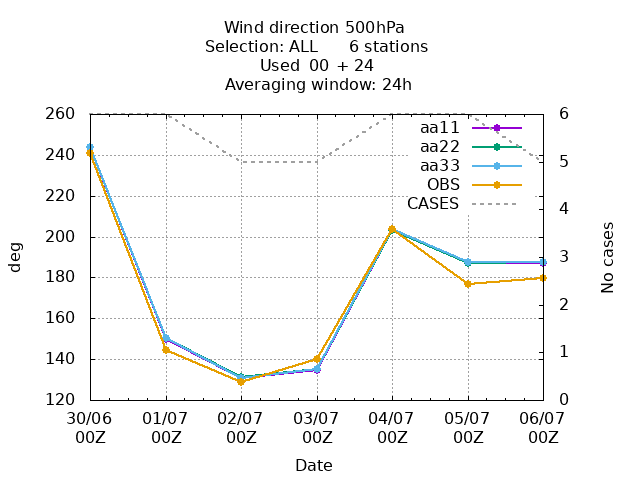 Wind direction 500hPa
Selection: ALL 6 stations
Used 00 + 24
Averaging window: 24h
260
240
220
200
180
160
140
120
deg
6
5
4
3
2
1
0
No cases
aa11
aa22
aa33
OBS
CASES
30/06 01/07 02/07 03/07 04/07 05/07 06/07
00Z 00Z 00Z 00Z 00Z 00Z 00Z
Date